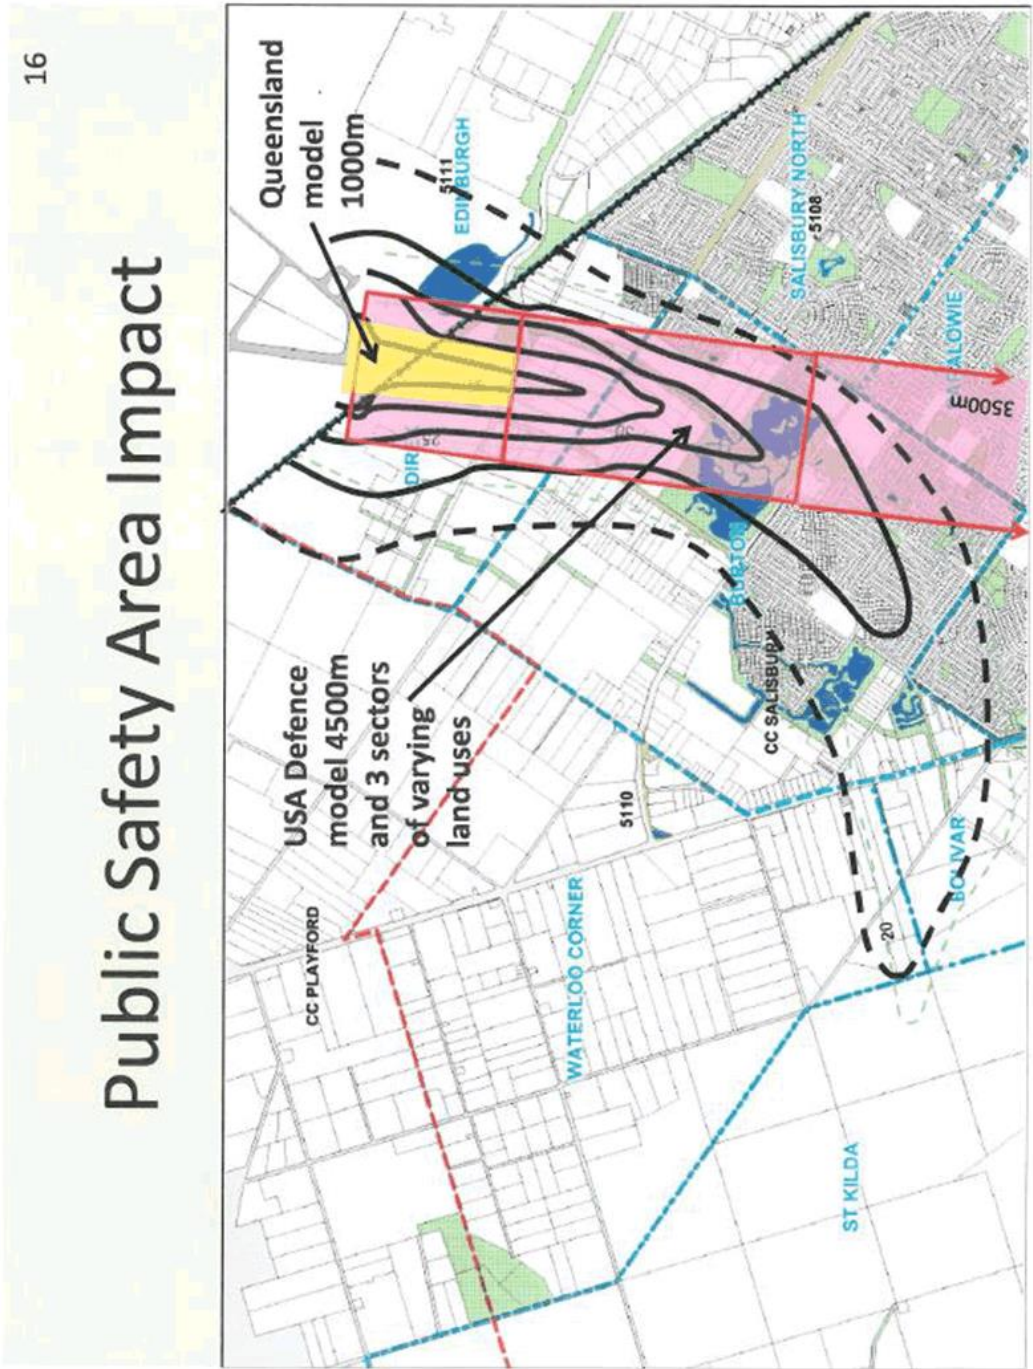 16
Public Safety Area Impact
Queensland
model
1000m
USA Defence
model 4500m
and 3 sectors
of varying
land uses
CC PLAYFORD
WATERLOO CORNER
ST KILDA
5110
CC SALISBURY
BURTON
BOLIVAR
20
DIR
25
30
EDINBURGH
5111
SALISBURY NORTH
5108
ALOWIE
3500m